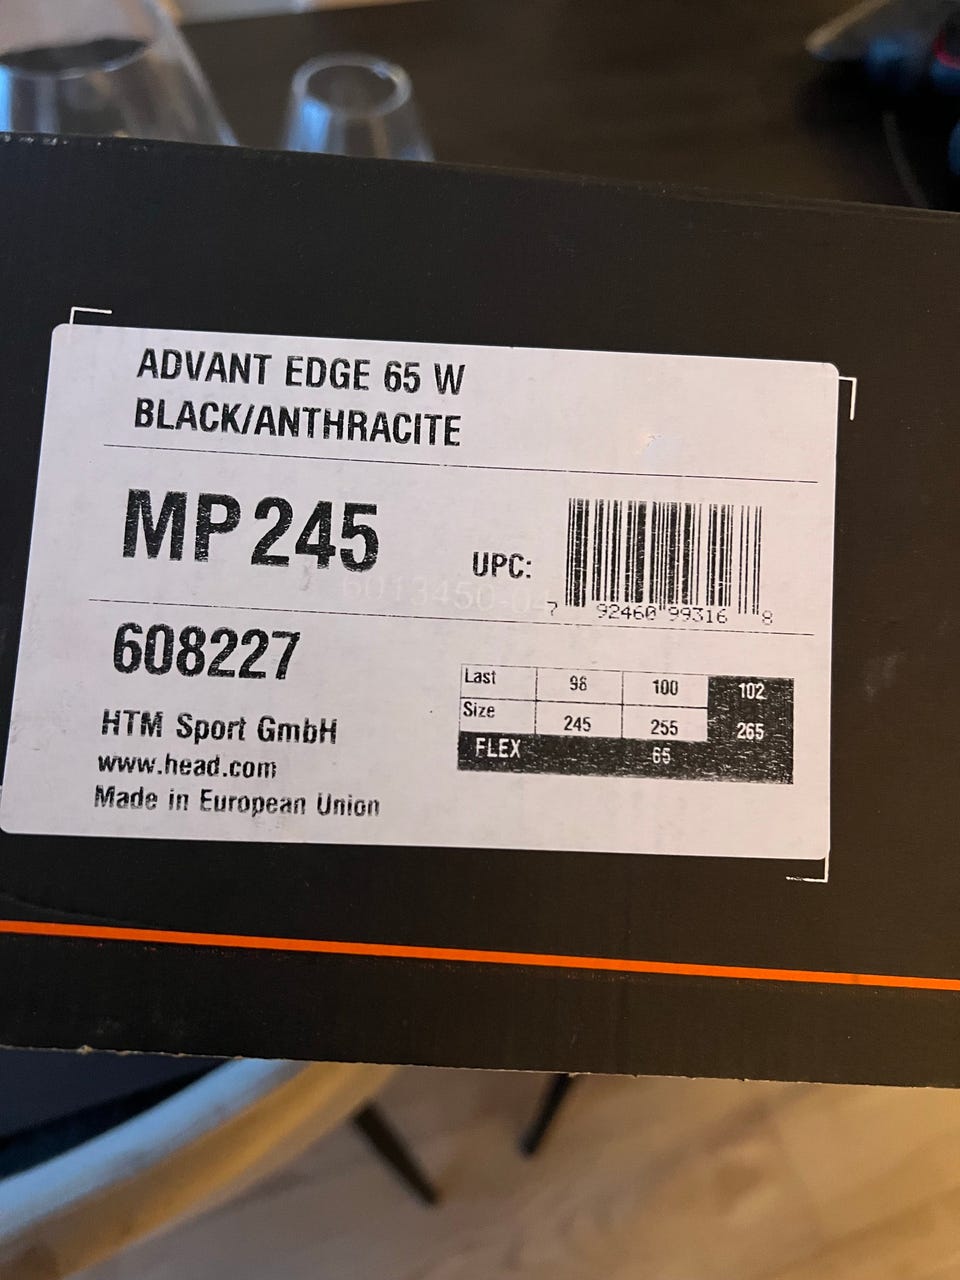 ADVANT EDGE 65 W
BLACK/ANTHRACITE
MP 245
UPC:
7 92460 99316 8
608227
HTM Sport GmbH
www.head.com
Made in European Union
Last 98 100 102
Size 245 255 265
FLEX 65